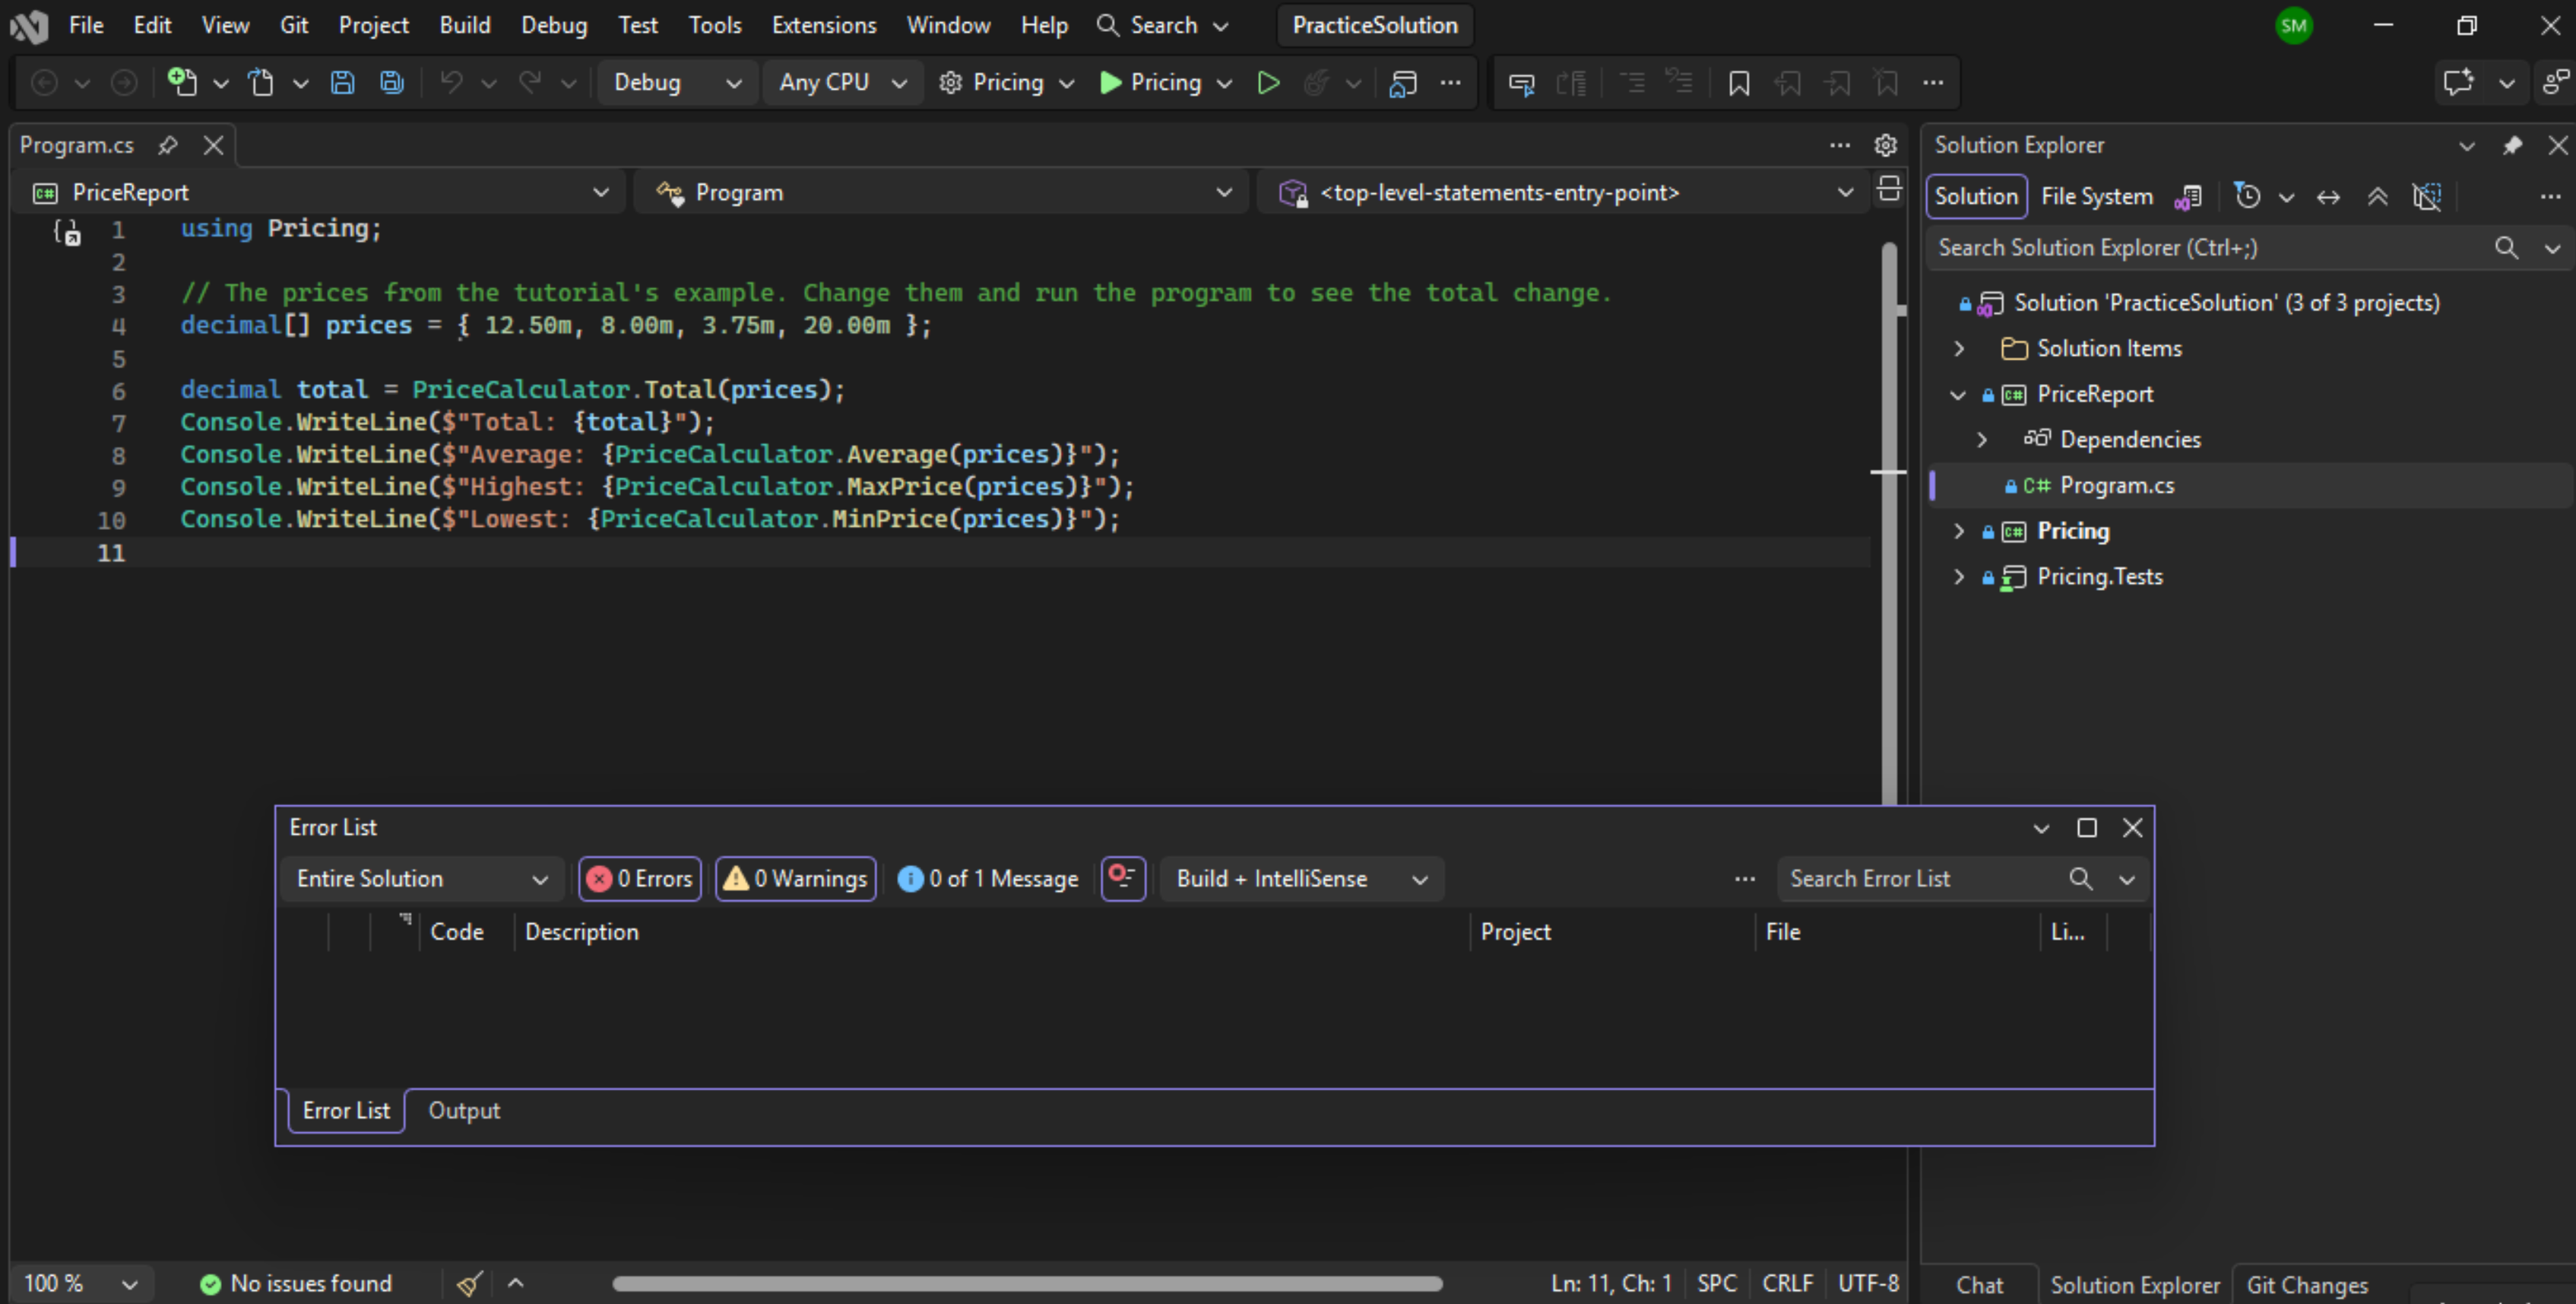 File Edit View Git Project Build Debug Test Tools Extensions Window Help Search PracticeSolution SM
Debug Any CPU Pricing Pricing
Program.cs
PriceReport Program <top-level-statements-entry-point>
1 using Pricing;
2
3 // The prices from the tutorial's example. Change them and run the program to see the total change.
4 decimal[] prices = { 12.50m, 8.00m, 3.75m, 20.00m };
5
6 decimal total = PriceCalculator.Total(prices);
7 Console.WriteLine($"Total: {total}");
8 Console.WriteLine($"Average: {PriceCalculator.Average(prices)}");
9 Console.WriteLine($"Highest: {PriceCalculator.MaxPrice(prices)}");
10 Console.WriteLine($"Lowest: {PriceCalculator.MinPrice(prices)}");
11
Solution Explorer
Solution File System
Search Solution Explorer (Ctrl+;)
Solution 'PracticeSolution' (3 of 3 projects)
Solution Items
C# PriceReport
Dependencies
C# Program.cs
C# Pricing
Pricing.Tests
Error List
Entire Solution 0 Errors 0 Warnings 0 of 1 Message Build + IntelliSense Search Error List
Code Description Project File Li...
Error List Output
100 % No issues found Ln: 11, Ch: 1 SPC CRLF UTF-8
Chat Solution Explorer Git Changes